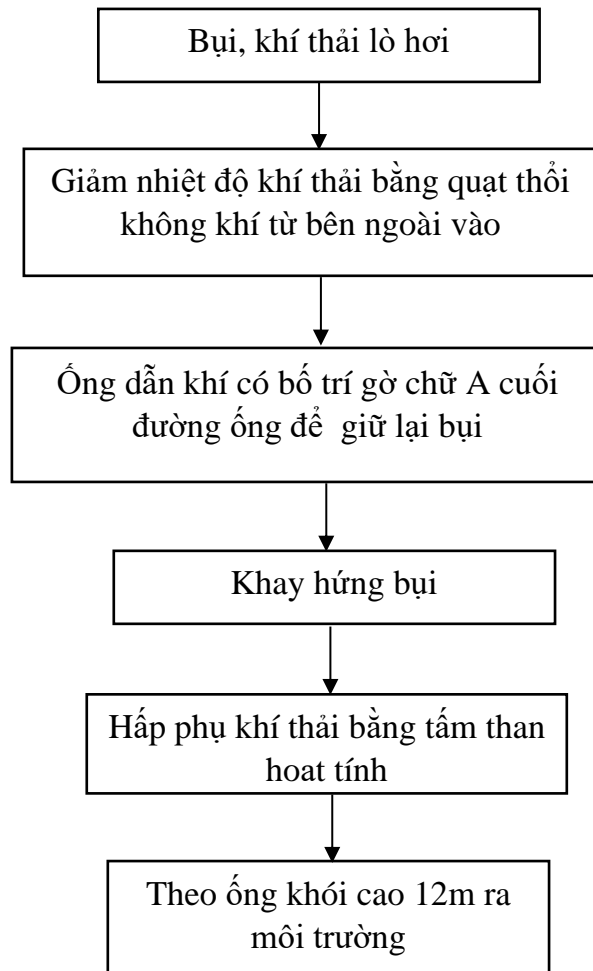 Bụi, khí thải lò hơi
Giảm nhiệt độ khí thải bằng quạt thổi
không khí từ bên ngoài vào
Ống dẫn khí có bố trí gờ chữ A cuối
đường ống để giữ lại bụi
Khay hứng bụi
Hấp phụ khí thải bằng tấm than
hoat tính
Theo ống khói cao 12m ra
môi trường